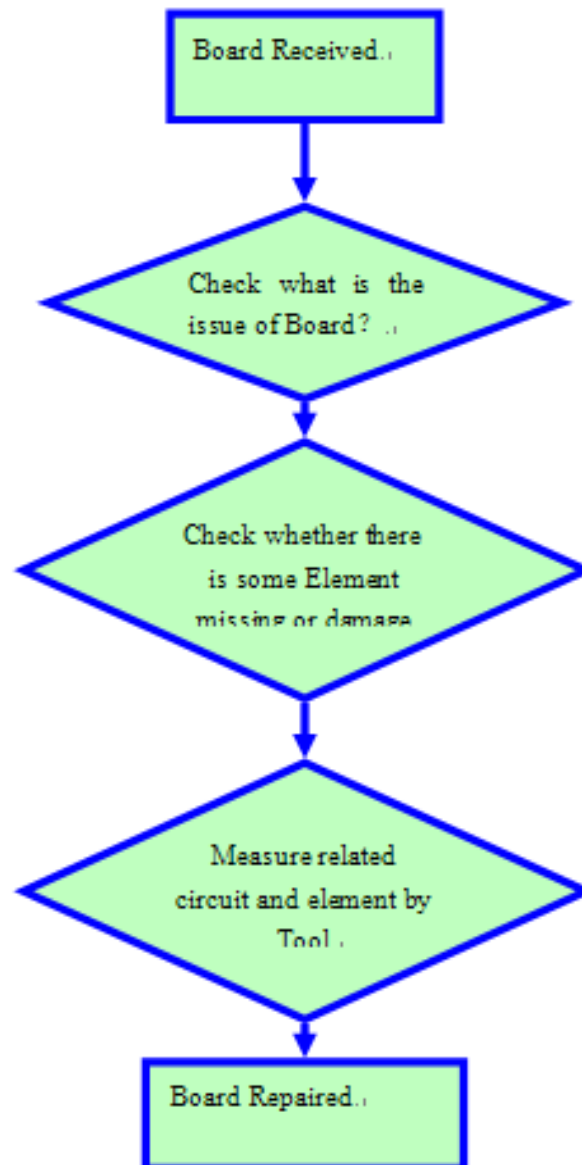 Board Received.
Check what is the
issue of Board? .
Check whether there
is some Element
missing or damage
Measure related
circuit and element by
Tool.
Board Repaired.